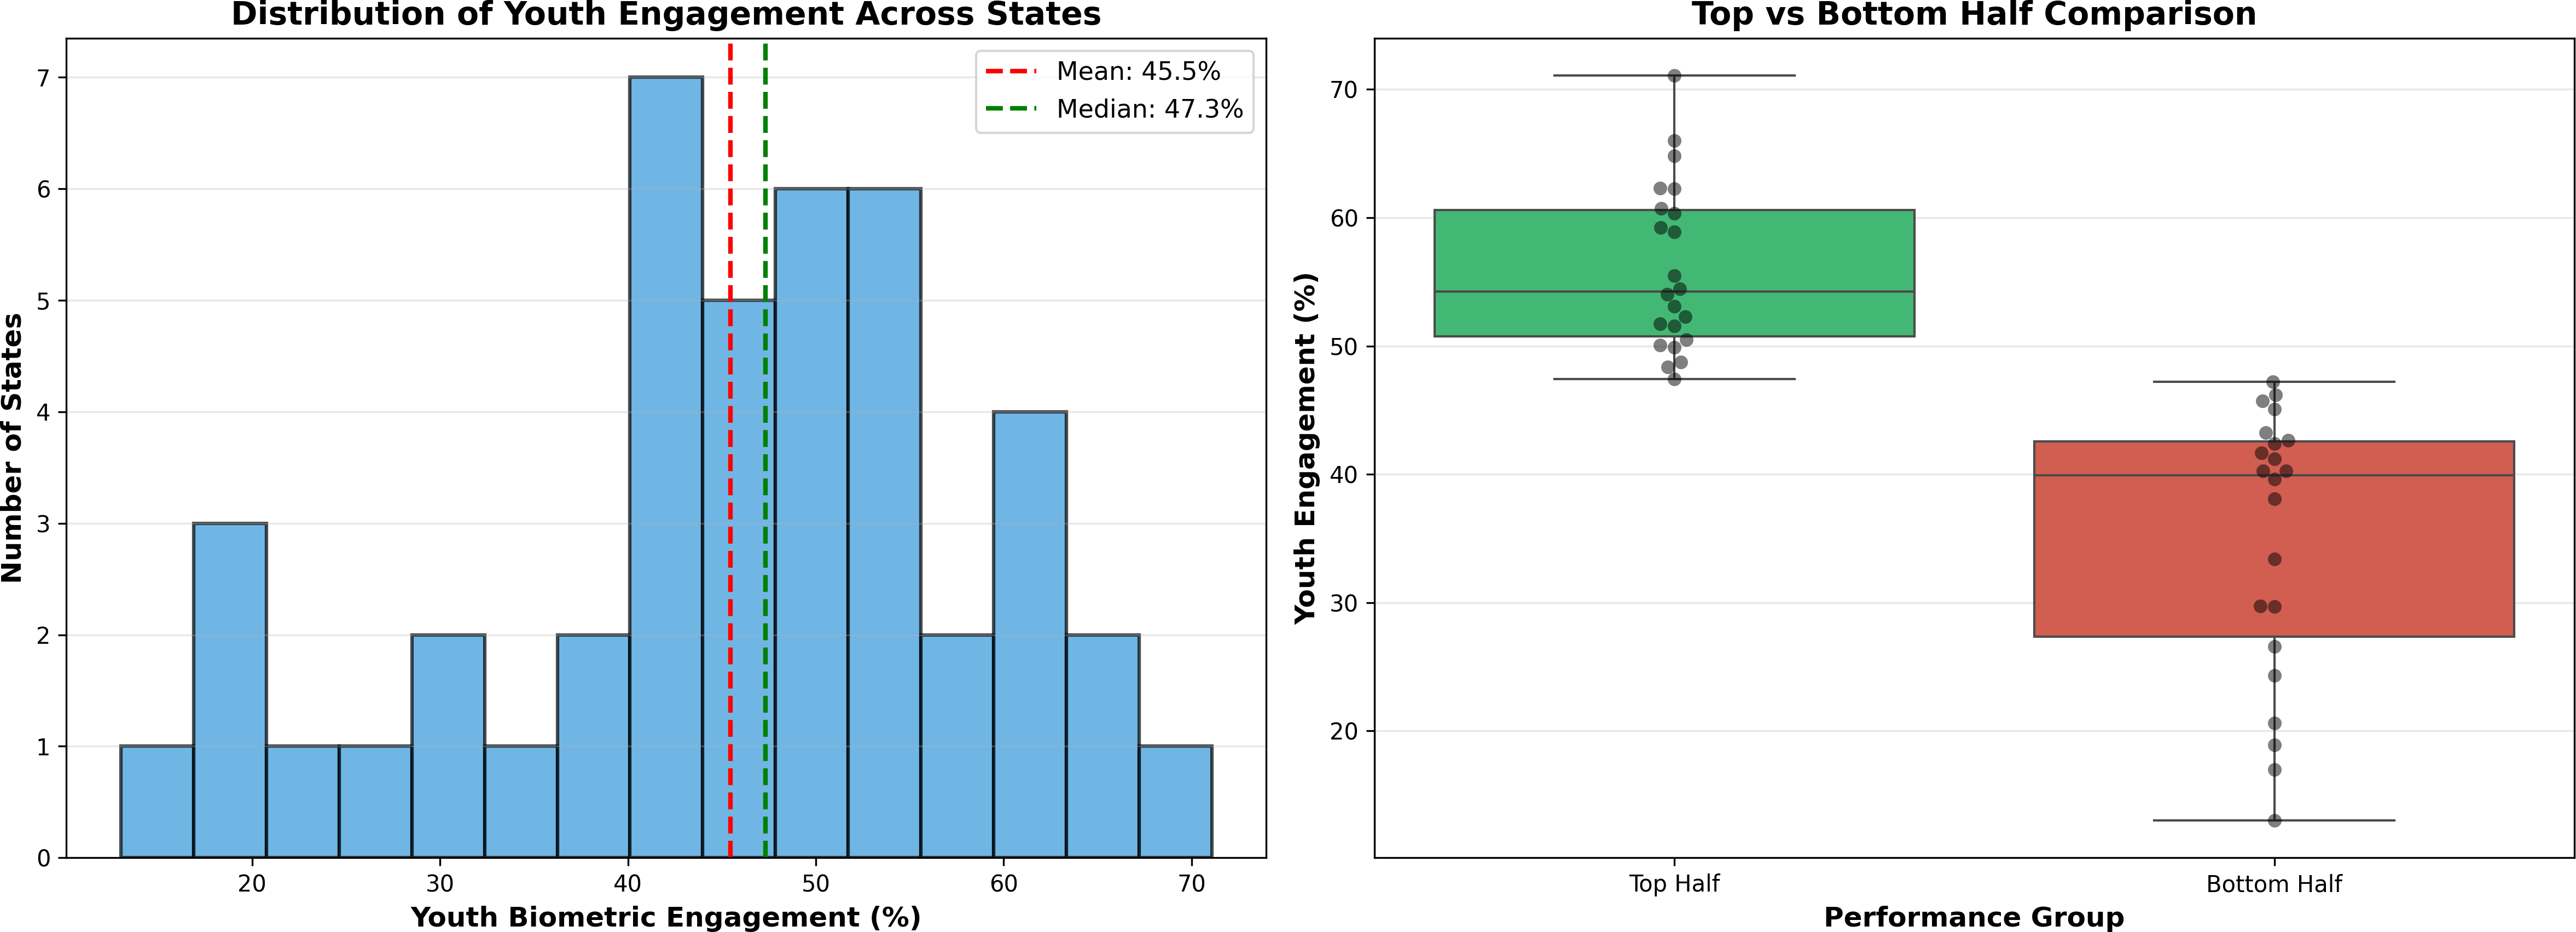 Distribution of Youth Engagement Across States
Number of States
7
6
5
4
3
2
1
0
Mean: 45.5%
Median: 47.3%
20 30 40 50 60 70
Youth Biometric Engagement (%)
Top vs Bottom Half Comparison
Youth Engagement (%)
70
60
50
40
30
20
Top Half Bottom Half
Performance Group